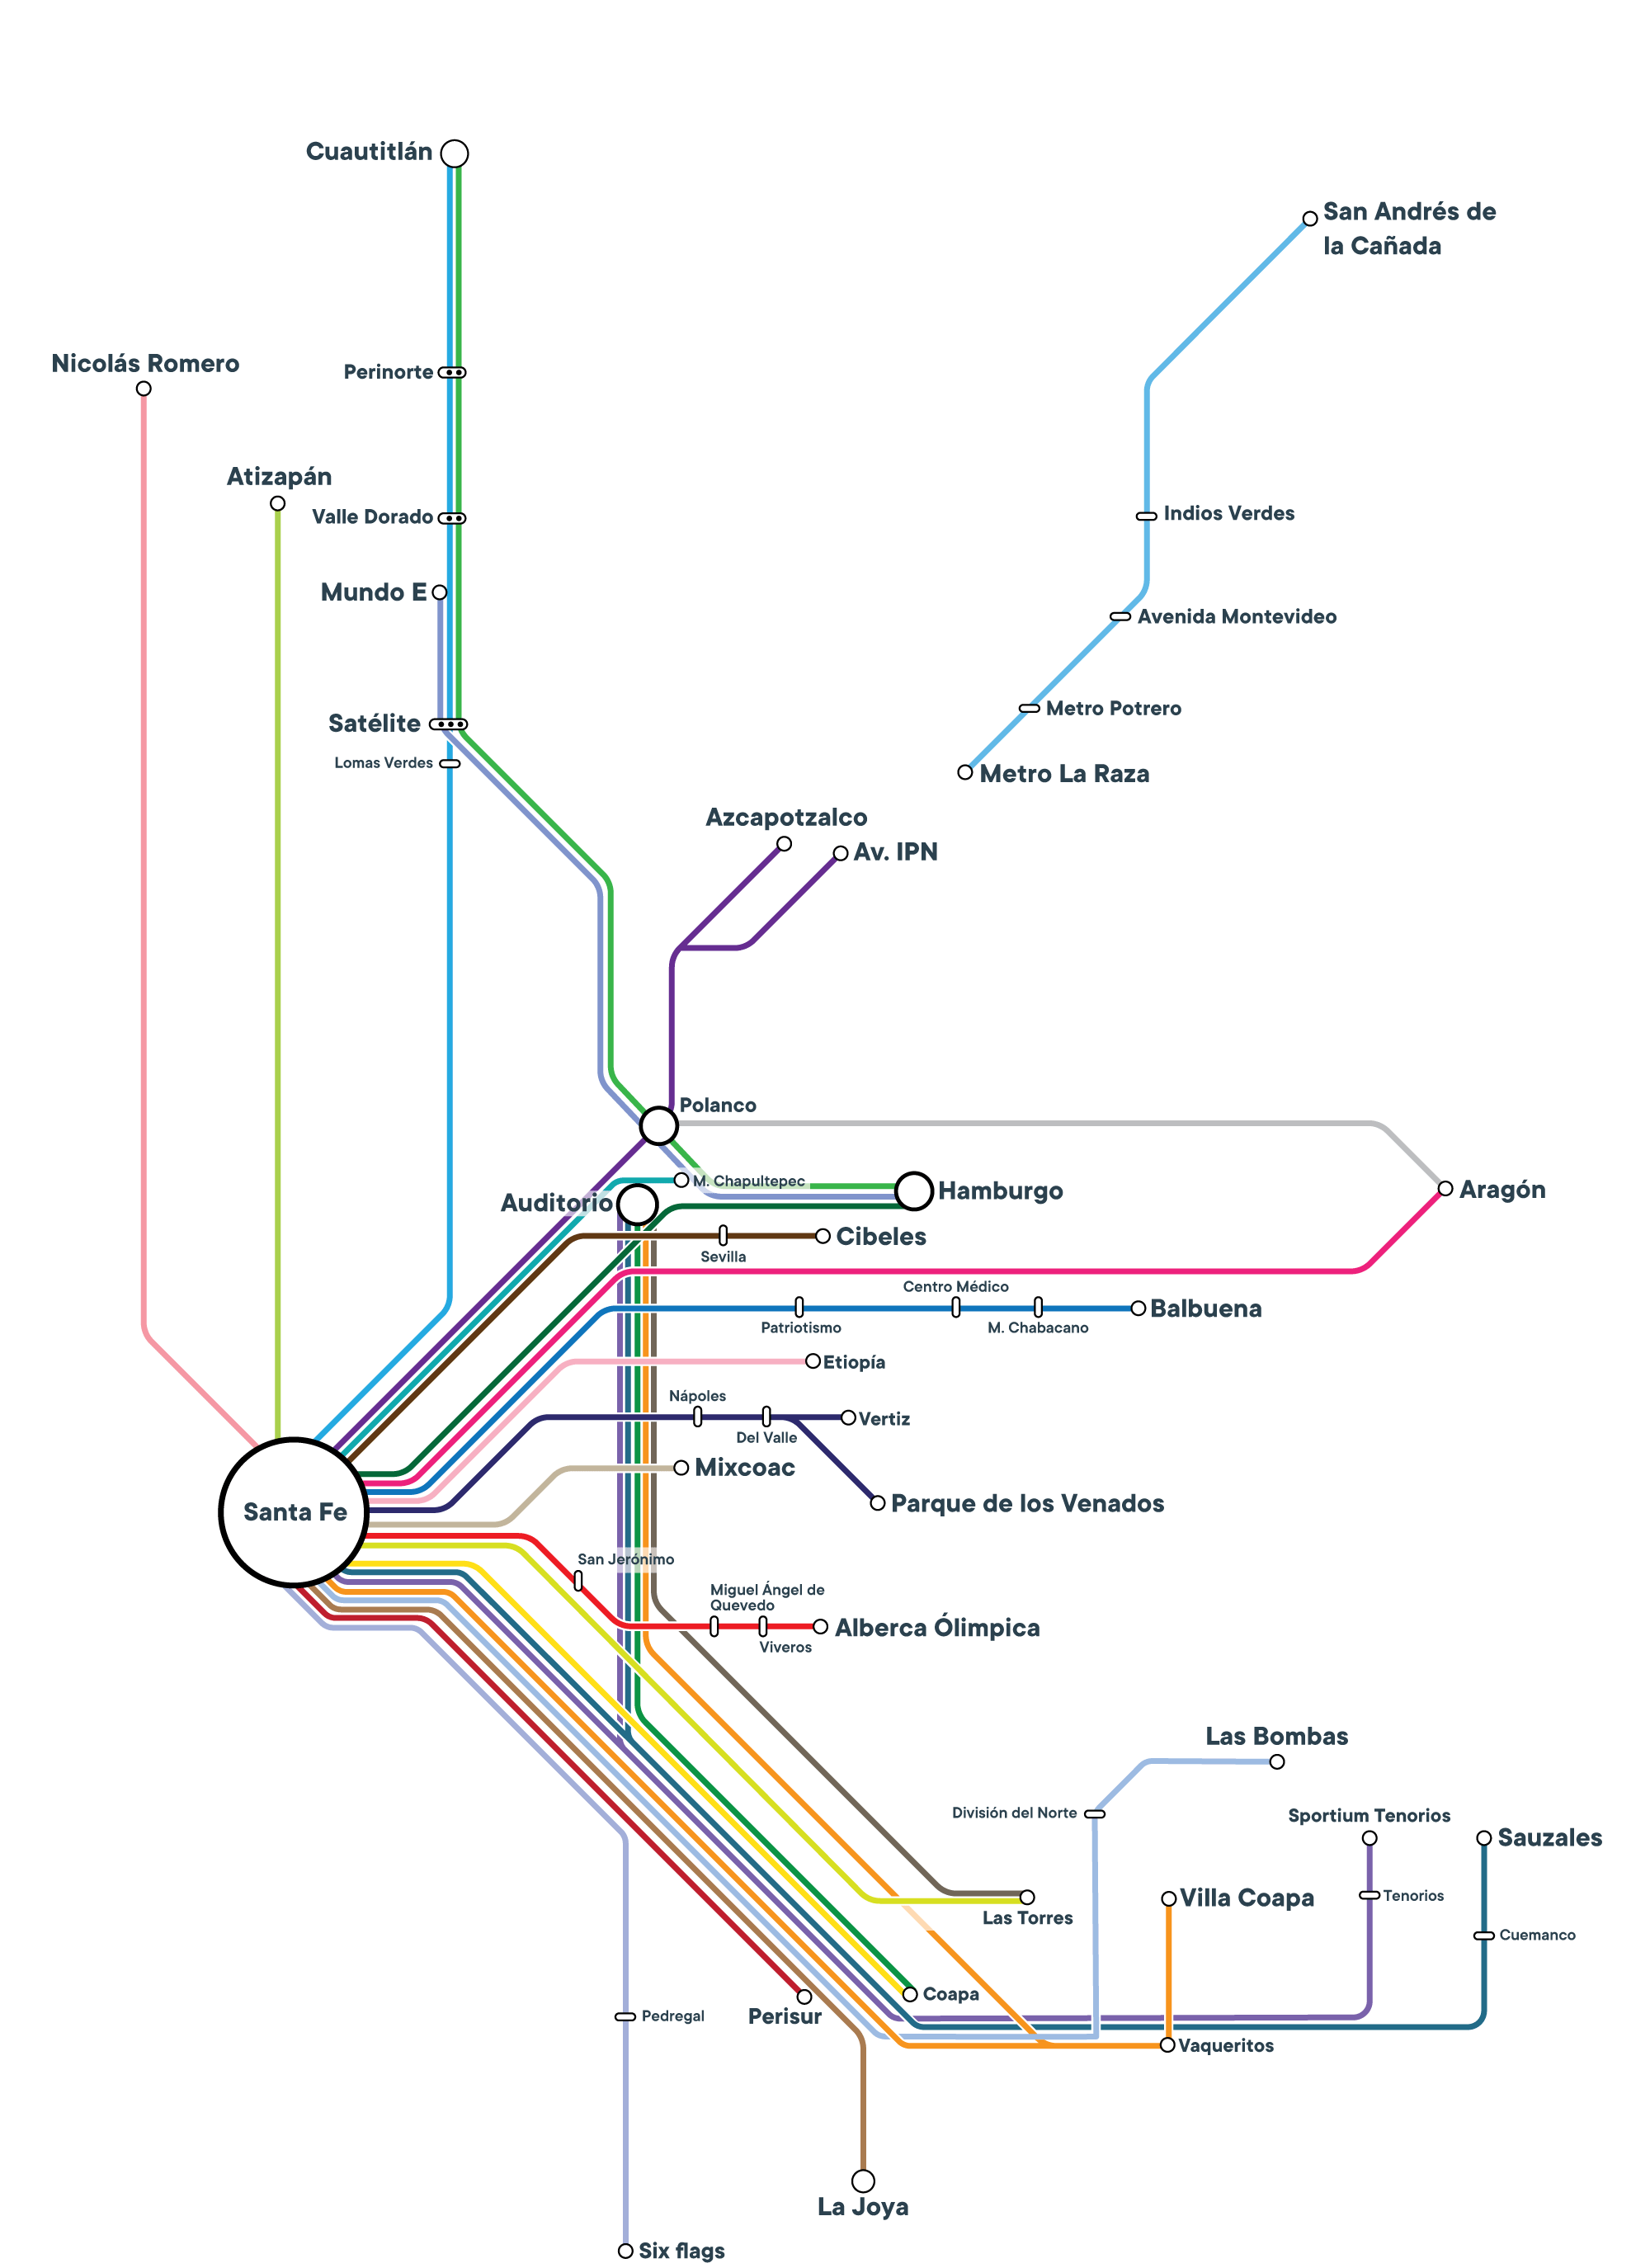 Cuautitlán
San Andrés de
la Cañada
Nicolás Romero
Perinorte
Atizapán
Valle Dorado
Indios Verdes
Mundo E
Avenida Montevideo
Satélite
Metro Potrero
Lomas Verdes
Metro La Raza
Azcapotzalco
Av. IPN
Polanco
M. Chapultepec
Auditorio
Hamburgo
Aragón
Cibeles
Sevilla
Centro Médico
Balbuena
Patriotismo
M. Chabacano
Etiopía
Nápoles
Vertiz
Del Valle
Mixcoac
Parque de los Venados
Santa Fe
San Jerónimo
Miguel Ángel de
Quevedo
Alberca Ólimpica
Viveros
Las Bombas
División del Norte
Sportium Tenorios
Sauzales
Tenorios
Villa Coapa
Las Torres
Cuemanco
Coapa
Perisur
Pedregal
Vaqueritos
La Joya
Six flags